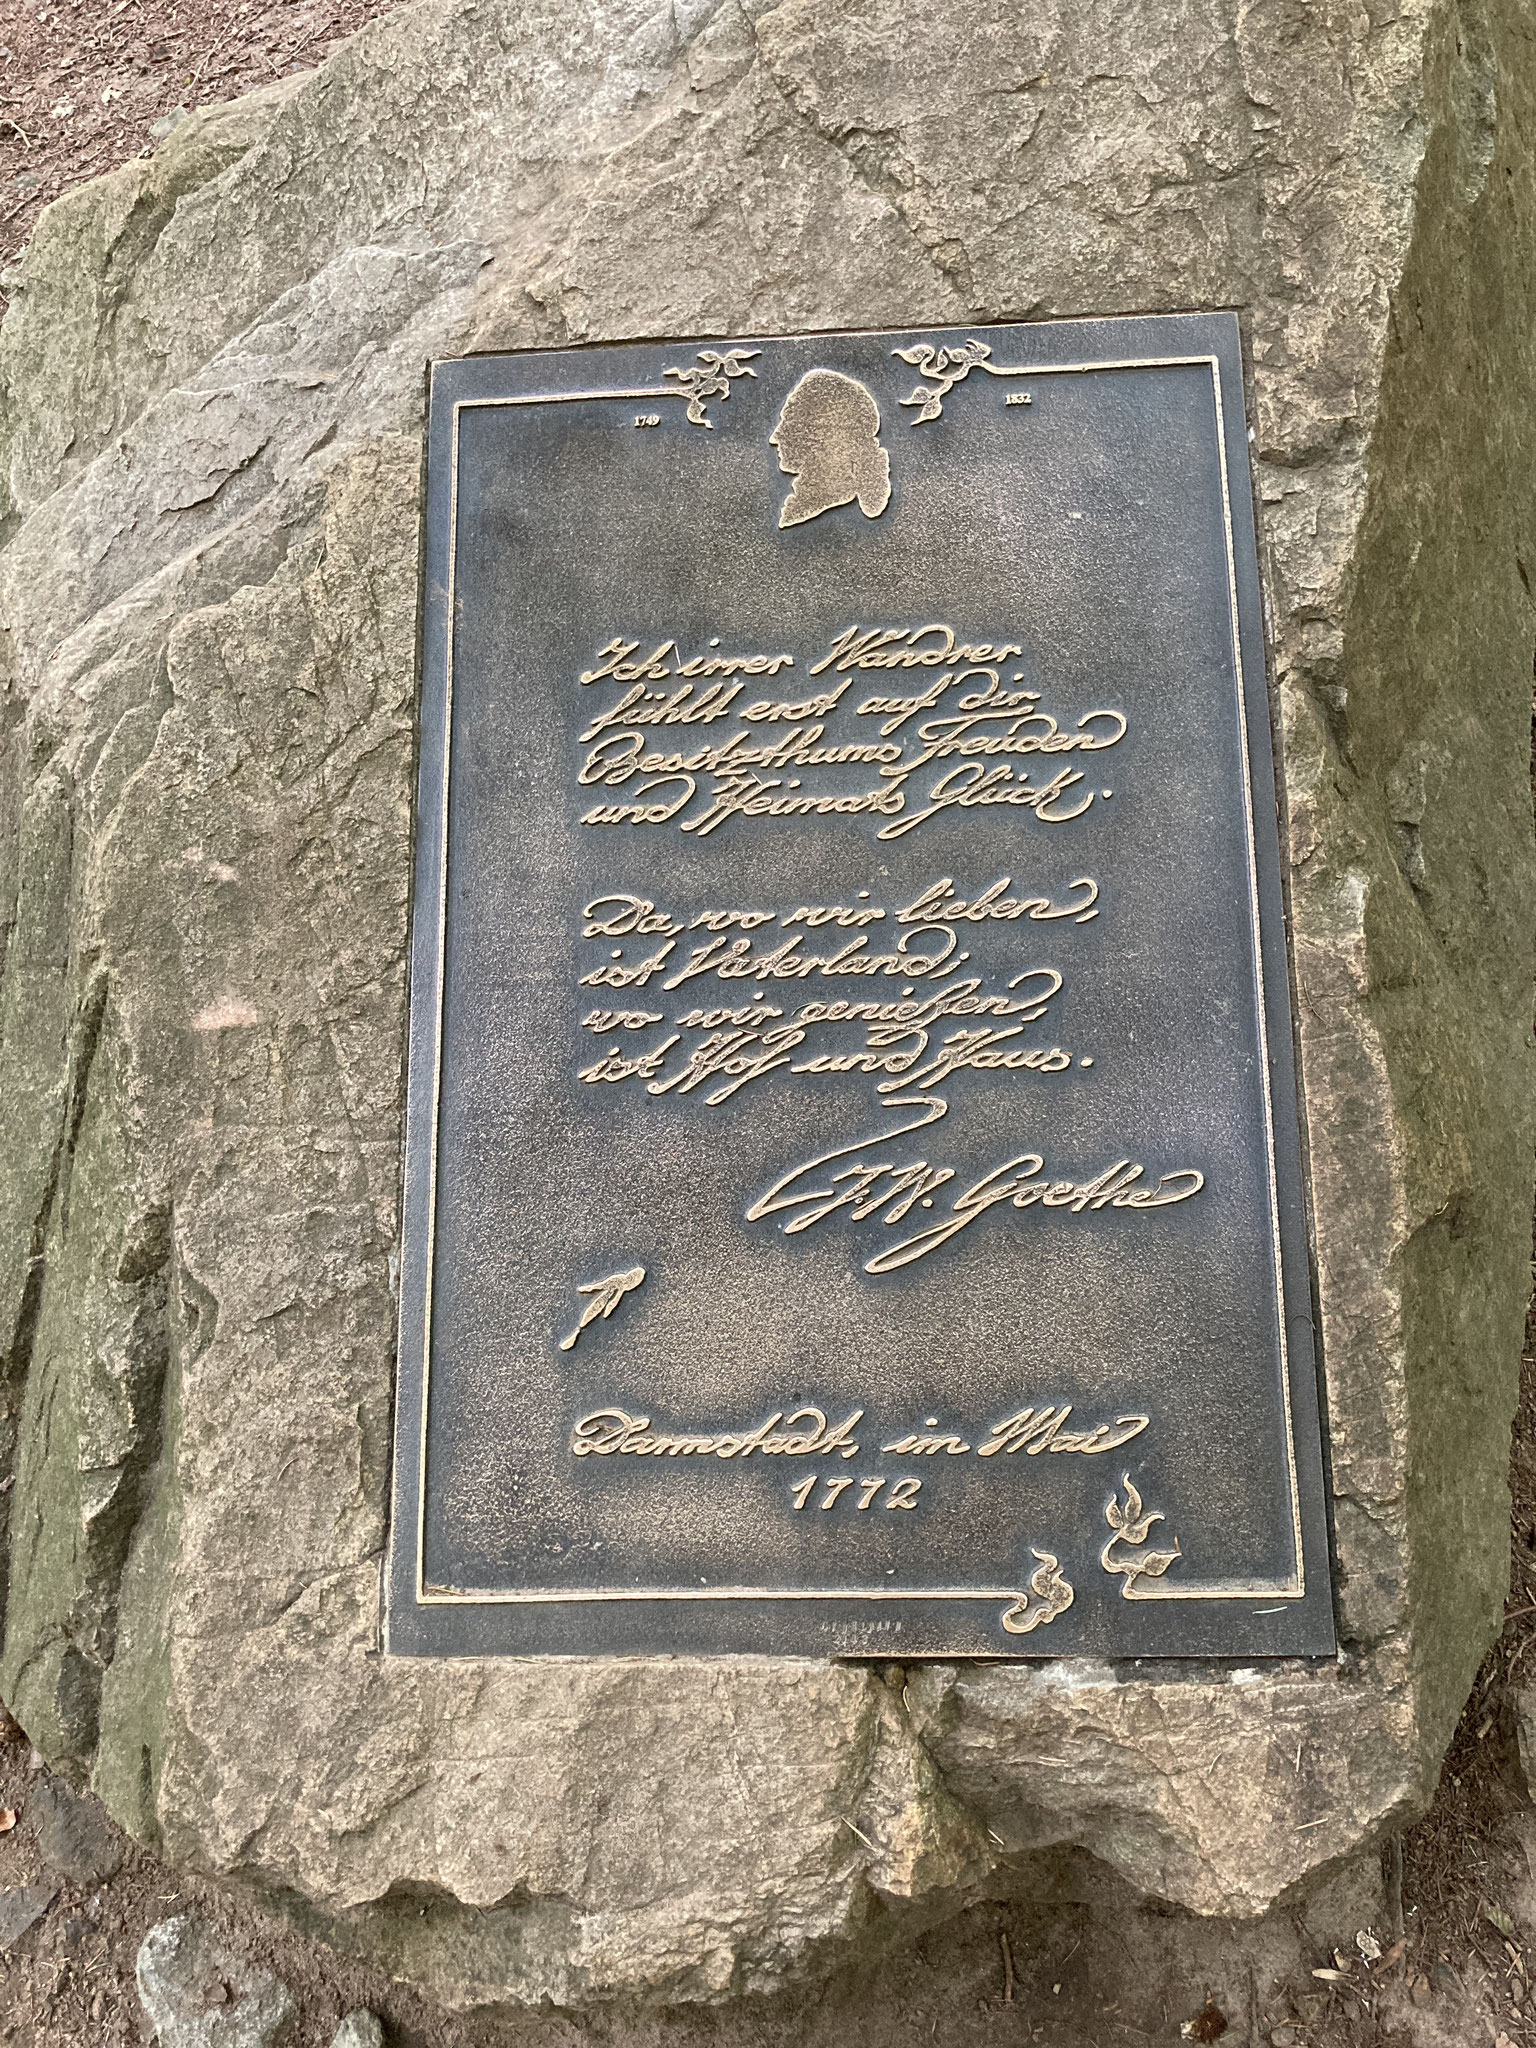 1749
1832
Ich irrer Wandrer
fühlt erst auf dir
Besitzthums Freuden
und Heimats Glück.
Da, wo wir lieben,
ist Vaterland;
wo wir genießen,
ist Hof und Haus.
J. W. Goethe
Darmstadt, im Mai
1772